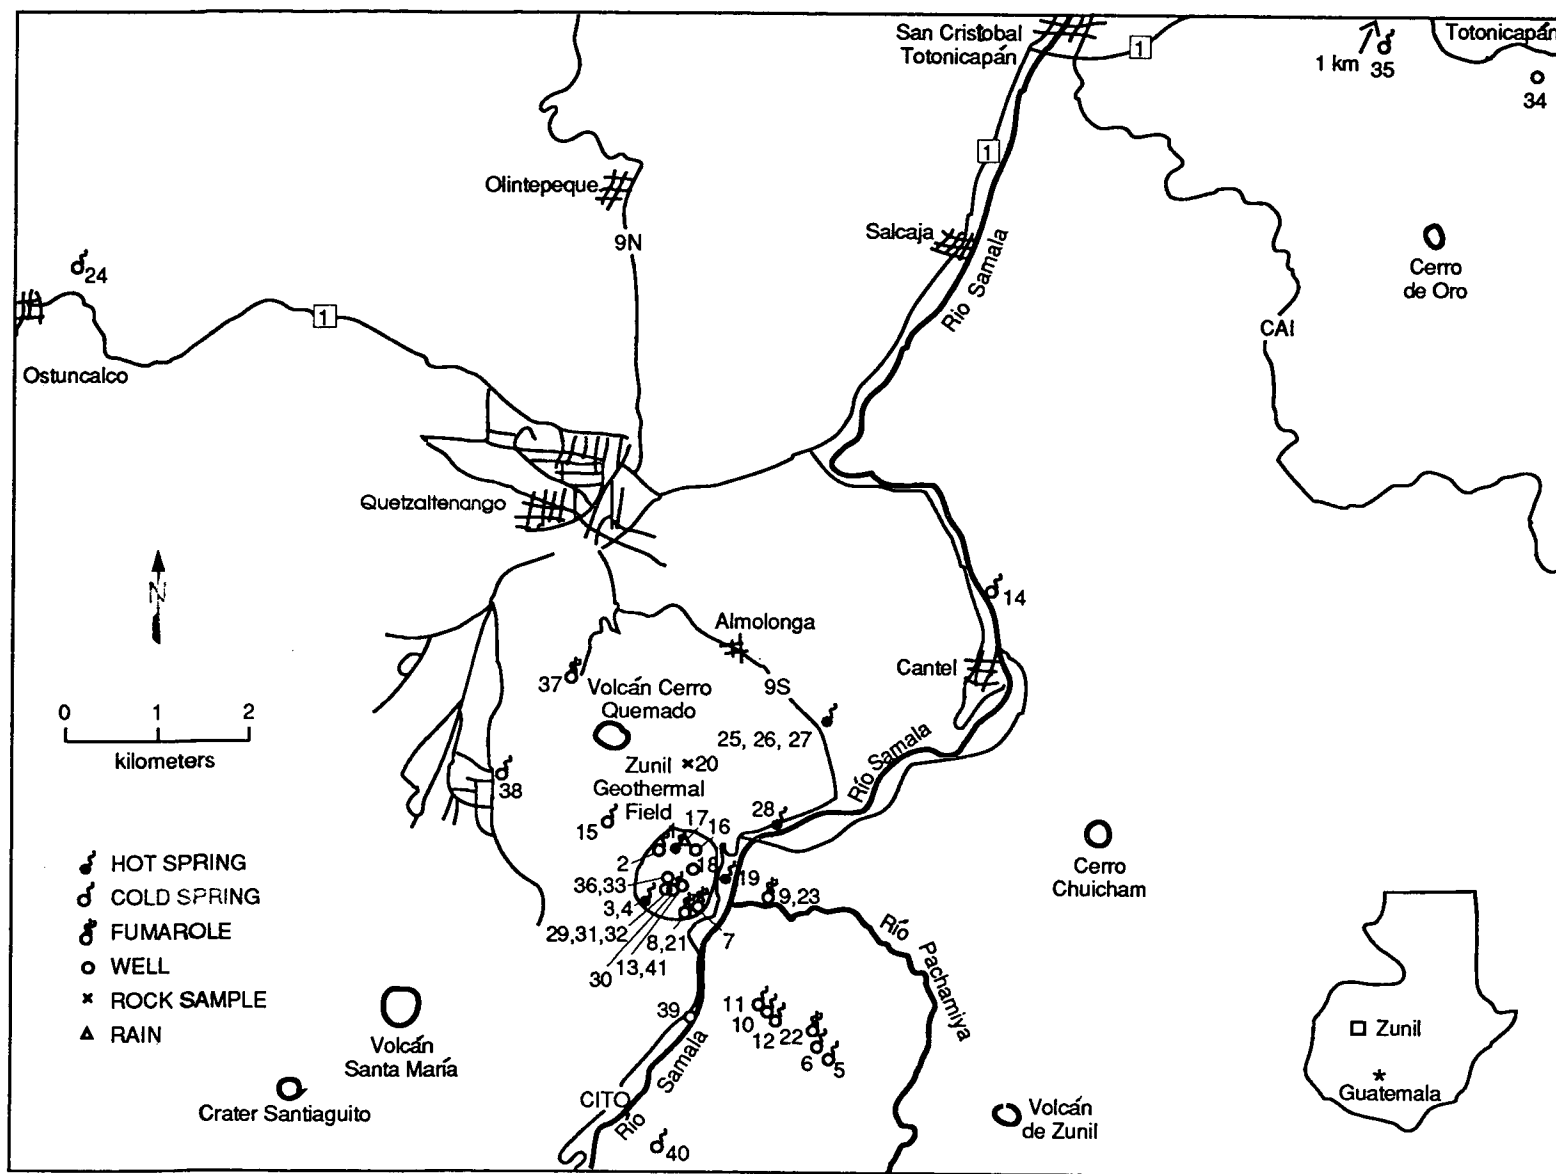 San Cristobal
Totonicapán
1
1 km
35
Totonicapán
34
1
Olintepeque
9N
Salcaja
Río Samala
24
1
Ostuncalco
Cerro
de Oro
CAI
Quetzaltenango
N
14
Almolonga
Cantel
37
Volcán Cerro
Quemado
9S
0 1 2
kilometers
25, 26, 27
Río Samala
38
Zunil
Geothermal
Field
20
28
15
17
1
16
2
18
36,33
19
3,4
9,23
29,31,32
8,21
7
30
13,41
Cerro
Chuicham
HOT SPRING
COLD SPRING
FUMAROLE
WELL
ROCK SAMPLE
RAIN
Río Pachamiya
11
10
12
22
6
5
39
Volcán
Santa María
Crater Santiaguito
CITO
Río Samala
40
Volcán
de Zunil
Zunil
*
Guatemala